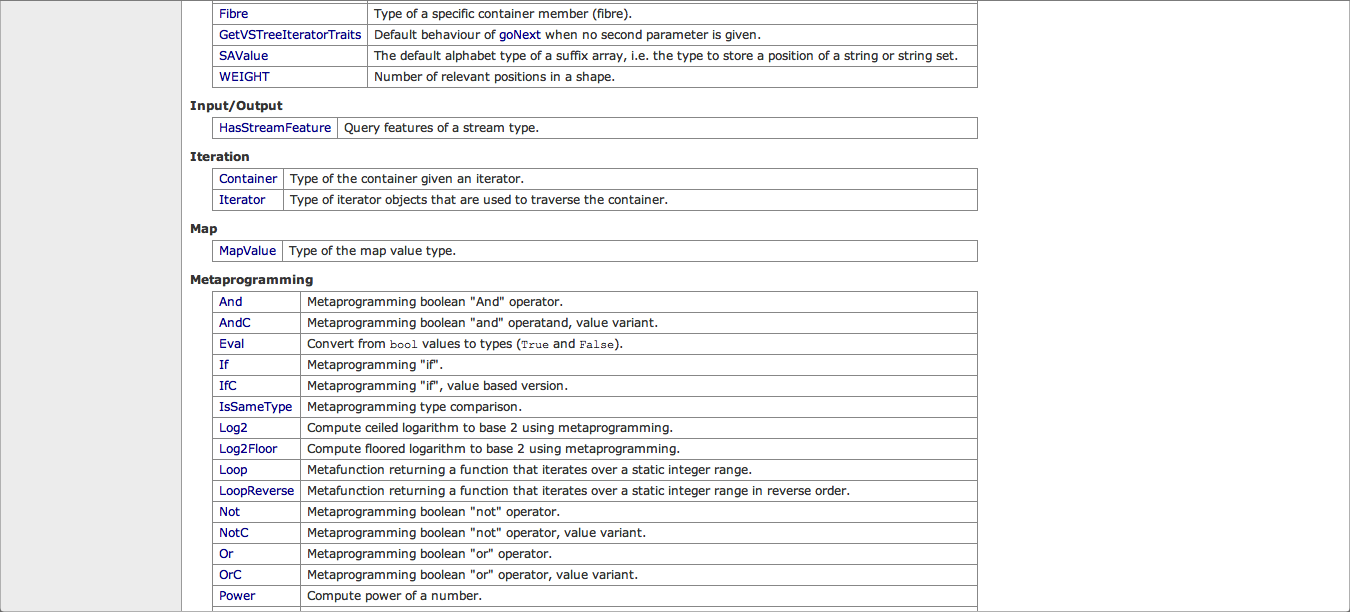 Fibre Type of a specific container member (fibre).
GetVSTreeIteratorTraits Default behaviour of goNext when no second parameter is given.
SAValue The default alphabet type of a suffix array, i.e. the type to store a position of a string or string set.
WEIGHT Number of relevant positions in a shape.
Input/Output
HasStreamFeature Query features of a stream type.
Iteration
Container Type of the container given an iterator.
Iterator Type of iterator objects that are used to traverse the container.
Map
MapValue Type of the map value type.
Metaprogramming
And Metaprogramming boolean "And" operator.
AndC Metaprogramming boolean "and" operatand, value variant.
Eval Convert from bool values to types (True and False).
If Metaprogramming "if".
IfC Metaprogramming "if", value based version.
IsSameType Metaprogramming type comparison.
Log2 Compute ceiled logarithm to base 2 using metaprogramming.
Log2Floor Compute floored logarithm to base 2 using metaprogramming.
Loop Metafunction returning a function that iterates over a static integer range.
LoopReverse Metafunction returning a function that iterates over a static integer range in reverse order.
Not Metaprogramming boolean "not" operator.
NotC Metaprogramming boolean "not" operator, value variant.
Or Metaprogramming boolean "or" operator.
OrC Metaprogramming boolean "or" operator, value variant.
Power Compute power of a number.